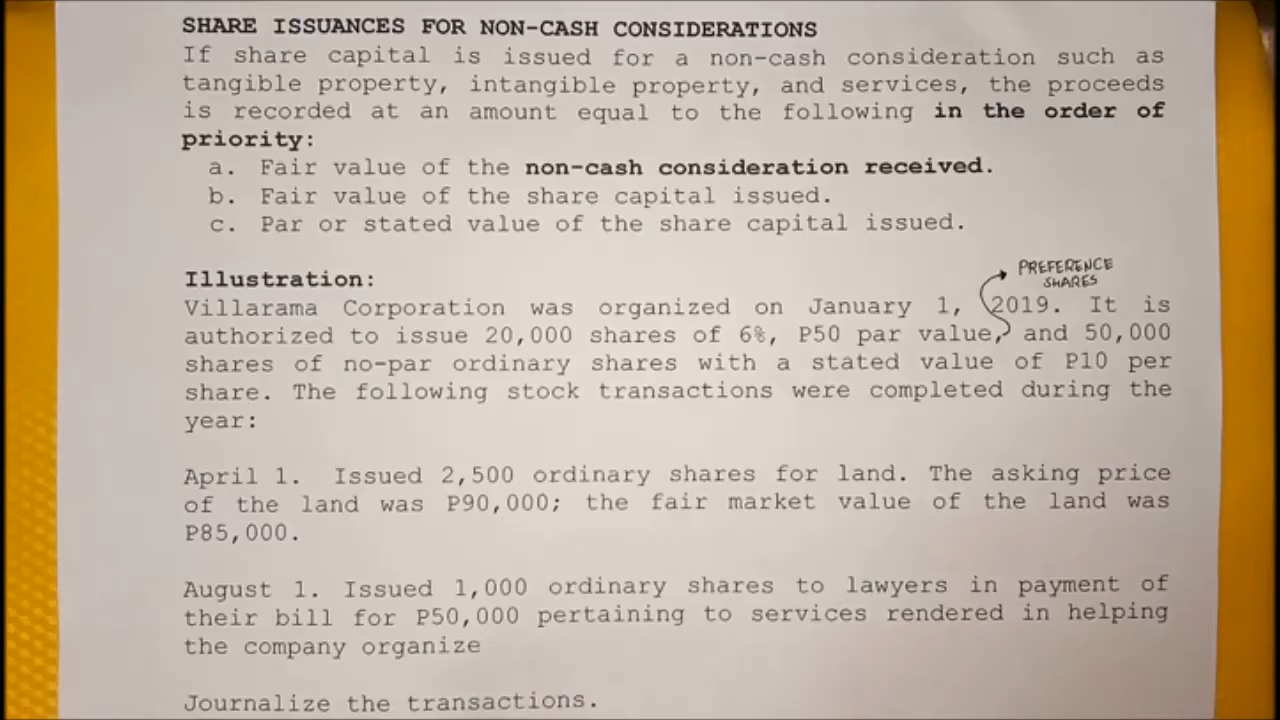 SHARE ISSUANCES FOR NON-CASH CONSIDERATIONS
If share capital is issued for a non-cash consideration such as
tangible property, intangible property, and services, the proceeds
is recorded at an amount equal to the following in the order of
priority:
a. Fair value of the non-cash consideration received.
b. Fair value of the share capital issued.
c. Par or stated value of the share capital issued.
PREFERENCE
SHARES
Illustration:
Villarama Corporation was organized on January 1, 2019. It is
authorized to issue 20,000 shares of 6%, P50 par value, and 50,000
shares of no-par ordinary shares with a stated value of P10 per
share. The following stock transactions were completed during the
year:
April 1. Issued 2,500 ordinary shares for land. The asking price
of the land was P90,000; the fair market value of the land was
P85,000.
August 1. Issued 1,000 ordinary shares to lawyers in payment of
their bill for P50,000 pertaining to services rendered in helping
the company organize
Journalize the transactions.